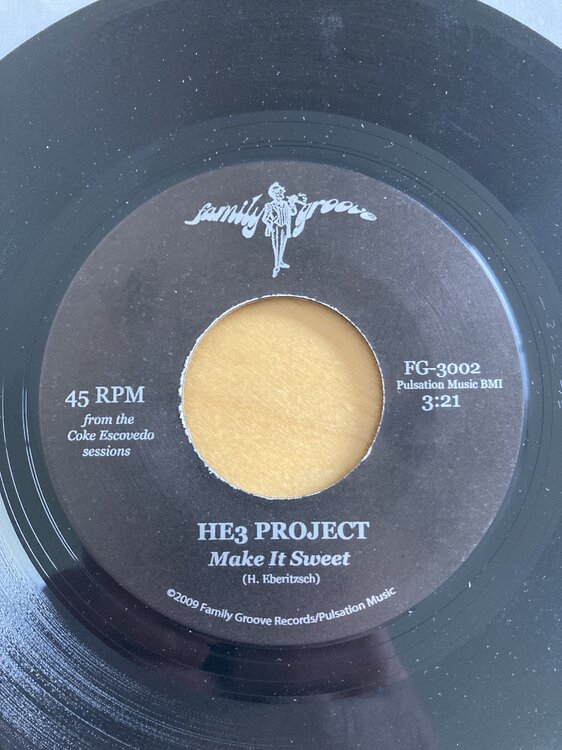 family groove
45 RPM
from the
Coke Escovedo
sessions
FG-3002
Pulsation Music BMI
3:21
HE3 PROJECT
Make It Sweet
(H. Eberitzsch)
©2009 Family Groove Records/Pulsation Music